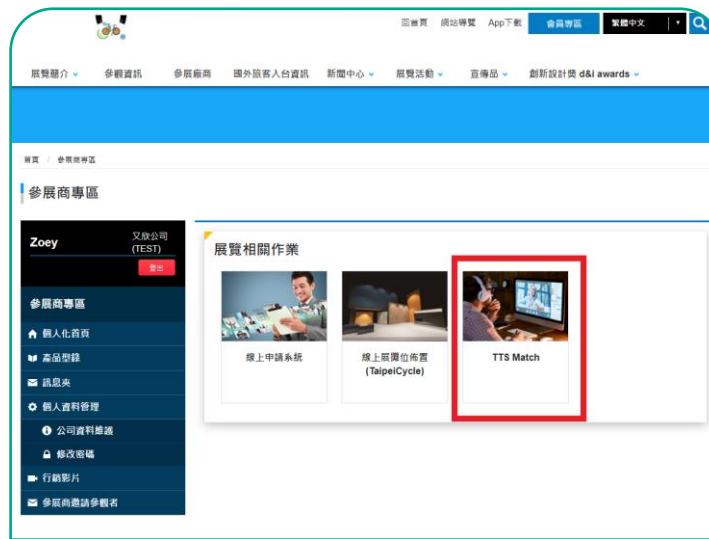 回首頁 網站導覽 App下載 會員專區 繁體中文
展覽簡介 參觀資訊 參展廠商 國外旅客入台資訊 新聞中心 展覽活動 宣傳品 創新設計獎 d&i awards
首頁 / 參展商專區
參展商專區
Zoey 又欣公司
(TEST)
登出
參展商專區
個人化首頁
產品型錄
訊息夾
個人資料管理
公司資料維護
修改密碼
行銷影片
參展商邀請參觀者
展覽相關作業
線上申請系統
線上展攤位佈置
(TaipeiCycle)
TTS Match